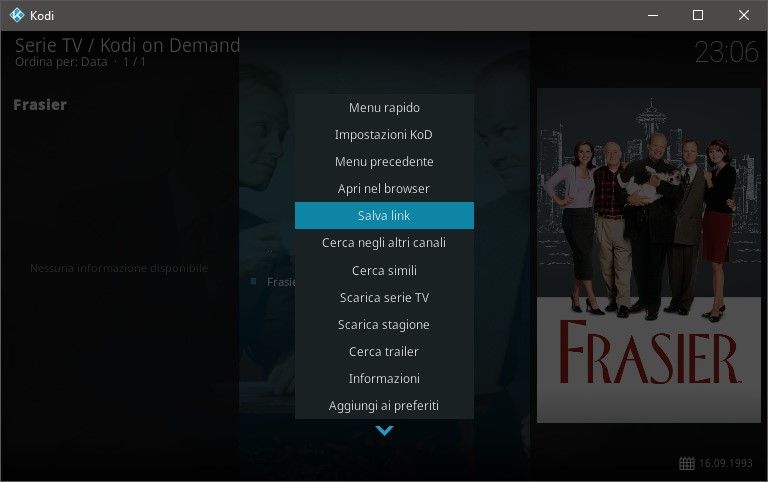 Kodi
Serie TV / Kodi on Demand
Ordina per: Data · 1 / 1
23:06
Frasier
Nessuna informazione disponibile
Menu rapido
Impostazioni KoD
Menu precedente
Apri nel browser
Salva link
Cerca negli altri canali
Cerca simili
Scarica serie TV
Scarica stagione
Cerca trailer
Informazioni
Aggiungi ai preferiti
Frasie
FRASIER
16.09.1993